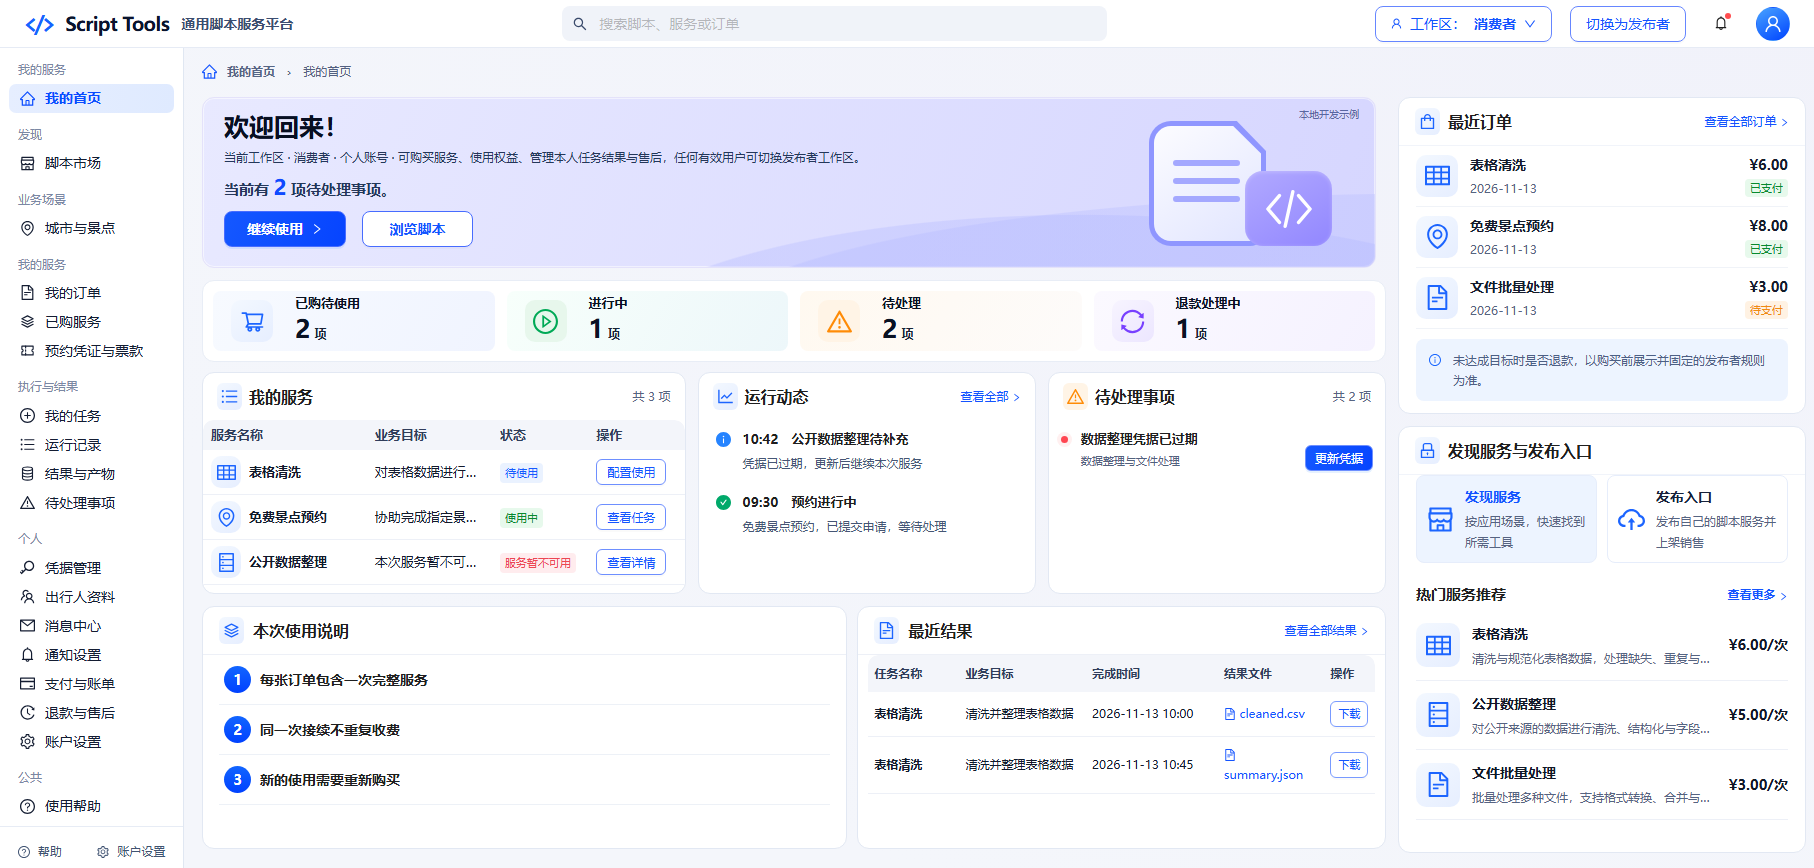 Script Tools 通用脚本服务平台
搜索脚本、服务或订单
工作区： 消费者
切换为发布者
我的服务
我的首页
发现
脚本市场
业务场景
城市与景点
我的服务
我的订单
已购服务
预约凭证与票款
执行与结果
我的任务
运行记录
结果与产物
待处理事项
个人
凭据管理
出行人资料
消息中心
通知设置
支付与账单
退款与售后
账户设置
公共
使用帮助
帮助 账户设置
我的首页 › 我的首页
本地开发示例
欢迎回来！
当前工作区 · 消费者 · 个人账号 · 可购买服务、使用权益、管理本人任务结果与售后，任何有效用户可切换发布者工作区。
当前有 2 项待处理事项。
继续使用 >
浏览脚本
已购待使用
2 项
进行中
1 项
待处理
2 项
退款处理中
1 项
我的服务 共 3 项
服务名称 业务目标 状态 操作
表格清洗 对表格数据进行... 待使用 配置使用
免费景点预约 协助完成指定景... 使用中 查看任务
公开数据整理 本次服务暂不可... 服务暂不可用 查看详情
运行动态 查看全部 >
10:42 公开数据整理待补充
凭据已过期，更新后继续本次服务
09:30 预约进行中
免费景点预约，已提交申请，等待处理
待处理事项 共 2 项
数据整理凭据已过期
数据整理与文件处理
更新凭据
本次使用说明
1 每张订单包含一次完整服务
2 同一次接续不重复收费
3 新的使用需要重新购买
最近结果 查看全部结果 >
任务名称 业务目标 完成时间 结果文件 操作
表格清洗 清洗并整理表格数据 2026-11-13 10:00 cleaned.csv 下载
表格清洗 清洗并整理表格数据 2026-11-13 10:45 summary.json 下载
最近订单 查看全部订单 >
表格清洗 ¥6.00
2026-11-13 已支付
免费景点预约 ¥8.00
2026-11-13 已支付
文件批量处理 ¥3.00
2026-11-13 待支付
未达成目标时是否退款，以购买前展示并固定的发布者规则
为准。
发现服务与发布入口
发现服务
按应用场景，快速找到
所需工具
发布入口
发布自己的脚本服务并
上架销售
热门服务推荐 查看更多 >
表格清洗
清洗与规范化表格数据，处理缺失、重复与...
¥6.00/次
公开数据整理
对公开来源的数据进行清洗、结构化与字段...
¥5.00/次
文件批量处理
批量处理多种文件，支持格式转换、合并与...
¥3.00/次